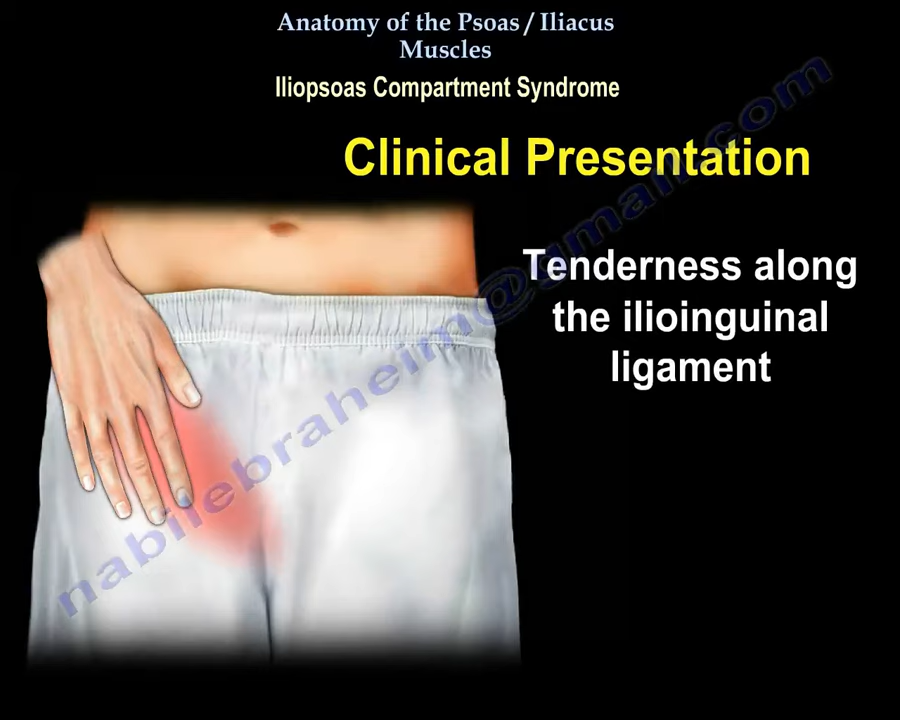 Anatomy of the Psoas / Iliacus
Muscles
Iliopsoas Compartment Syndrome
Clinical Presentation
Tenderness along
the ilioinguinal
ligament
nabilebraheim@gmail.com